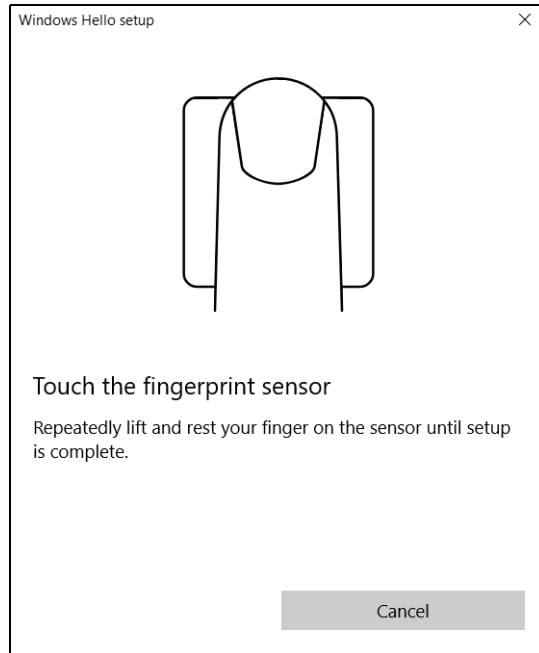 Windows Hello setup
Touch the fingerprint sensor
Repeatedly lift and rest your finger on the sensor until setup
is complete.
Cancel